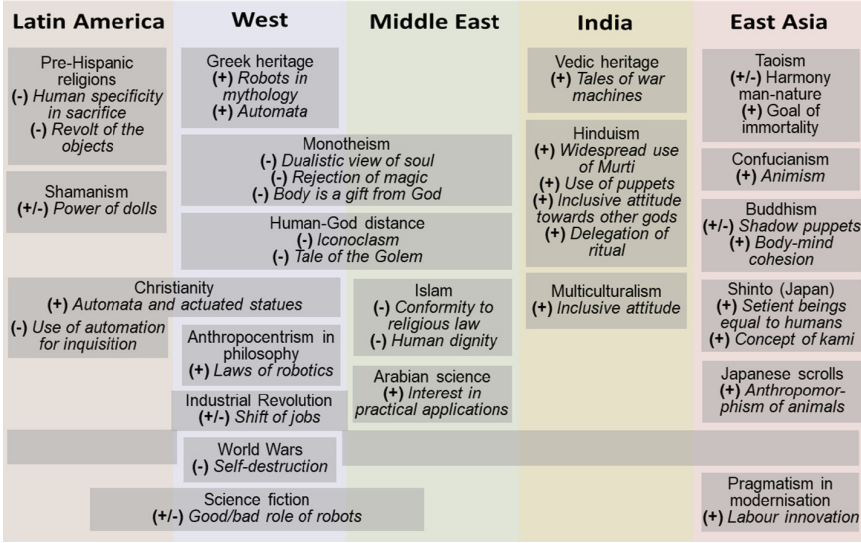 Latin America
West
Middle East
India
East Asia
Pre-Hispanic
religions
(-) Human specificity
in sacrifice
(-) Revolt of the
objects
Shamanism
(+/-) Power of dolls
Greek heritage
(+) Robots in
mythology
(+) Automata
Monotheism
(-) Dualistic view of soul
(-) Rejection of magic
(-) Body is a gift from God
Human-God distance
(-) Iconoclasm
(-) Tale of the Golem
Christianity
(+) Automata and actuated statues
(-) Use of automation
for inquisition
Anthropocentrism in
philosophy
(+) Laws of robotics
Industrial Revolution
(+/-) Shift of jobs
World Wars
(-) Self-destruction
Science fiction
(+/-) Good/bad role of robots
Islam
(-) Conformity to
religious law
(-) Human dignity
Arabian science
(+) Interest in
practical applications
Vedic heritage
(+) Tales of war
machines
Hinduism
(+) Widespread use
of Murti
(+) Use of puppets
(+) Inclusive attitude
towards other gods
(+) Delegation of
ritual
Multiculturalism
(+) Inclusive attitude
Taoism
(+/-) Harmony
man-nature
(+) Goal of
immortality
Confucianism
(+) Animism
Buddhism
(+/-) Shadow puppets
(+) Body-mind
cohesion
Shinto (Japan)
(+) Setient beings
equal to humans
(+) Concept of kami
Japanese scrolls
(+) Anthropomor-
phism of animals
Pragmatism in
modernisation
(+) Labour innovation